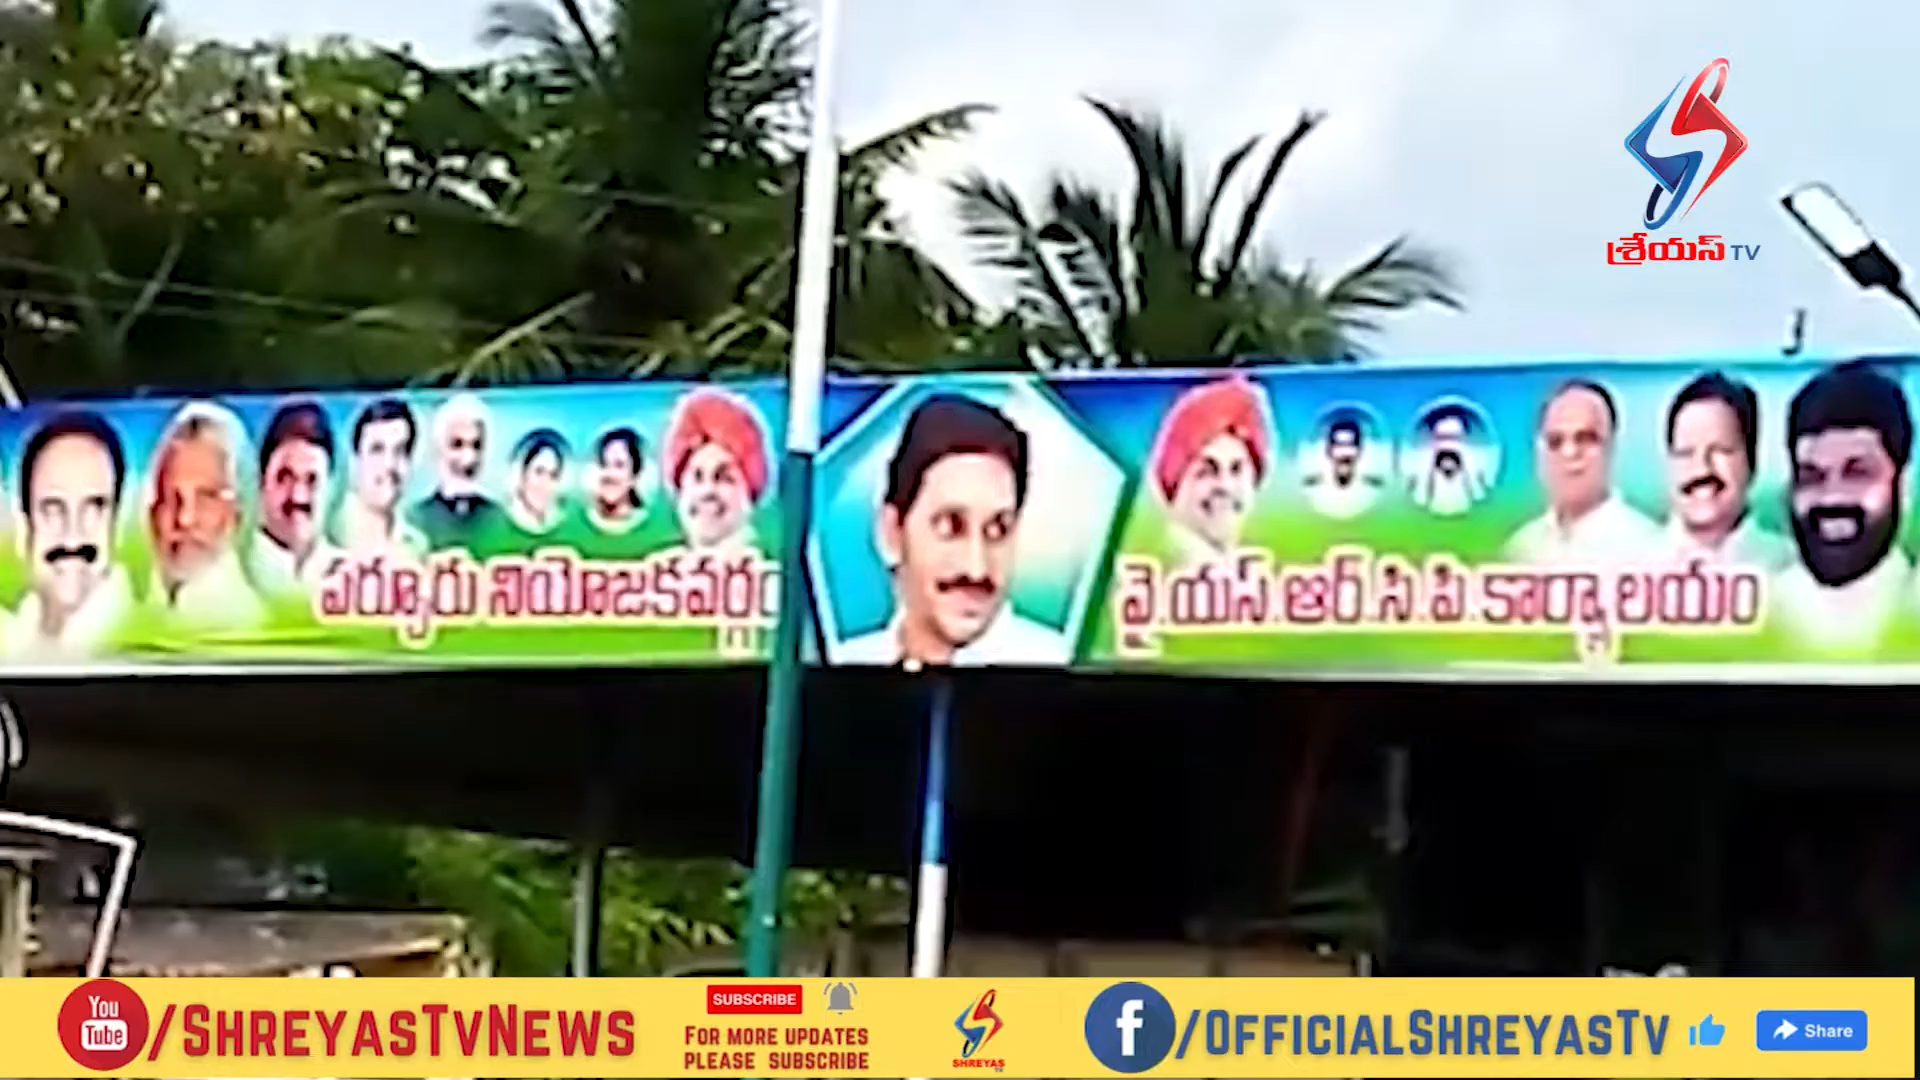 శ్రేయస్ TV
పర్చూరు నియోజకవర్గం
వై.యస్.ఆర్.సి.పి.కార్యాలయం
You Tube /SHREYASTVNEWS
SUBSCRIBE
FOR MORE UPDATES
PLEASE SUBSCRIBE
SHREYAS
TV
f /OFFICIALSHREYASTV
Share